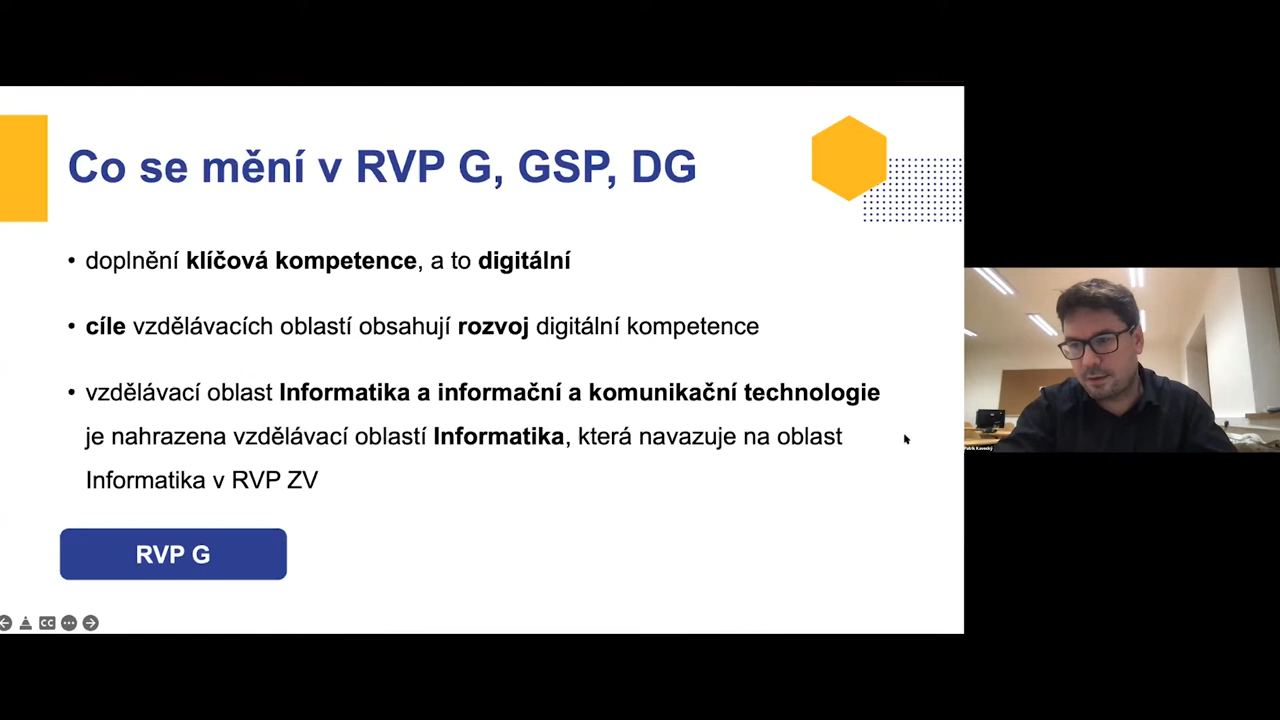 Co se mění v RVP G, GSP, DG
• doplnění klíčová kompetence, a to digitální
• cíle vzdělávacích oblastí obsahují rozvoj digitální kompetence
• vzdělávací oblast Informatika a informační a komunikační technologie
je nahrazena vzdělávací oblastí Informatika, která navazuje na oblast
Informatika v RVP ZV
RVP G
CC